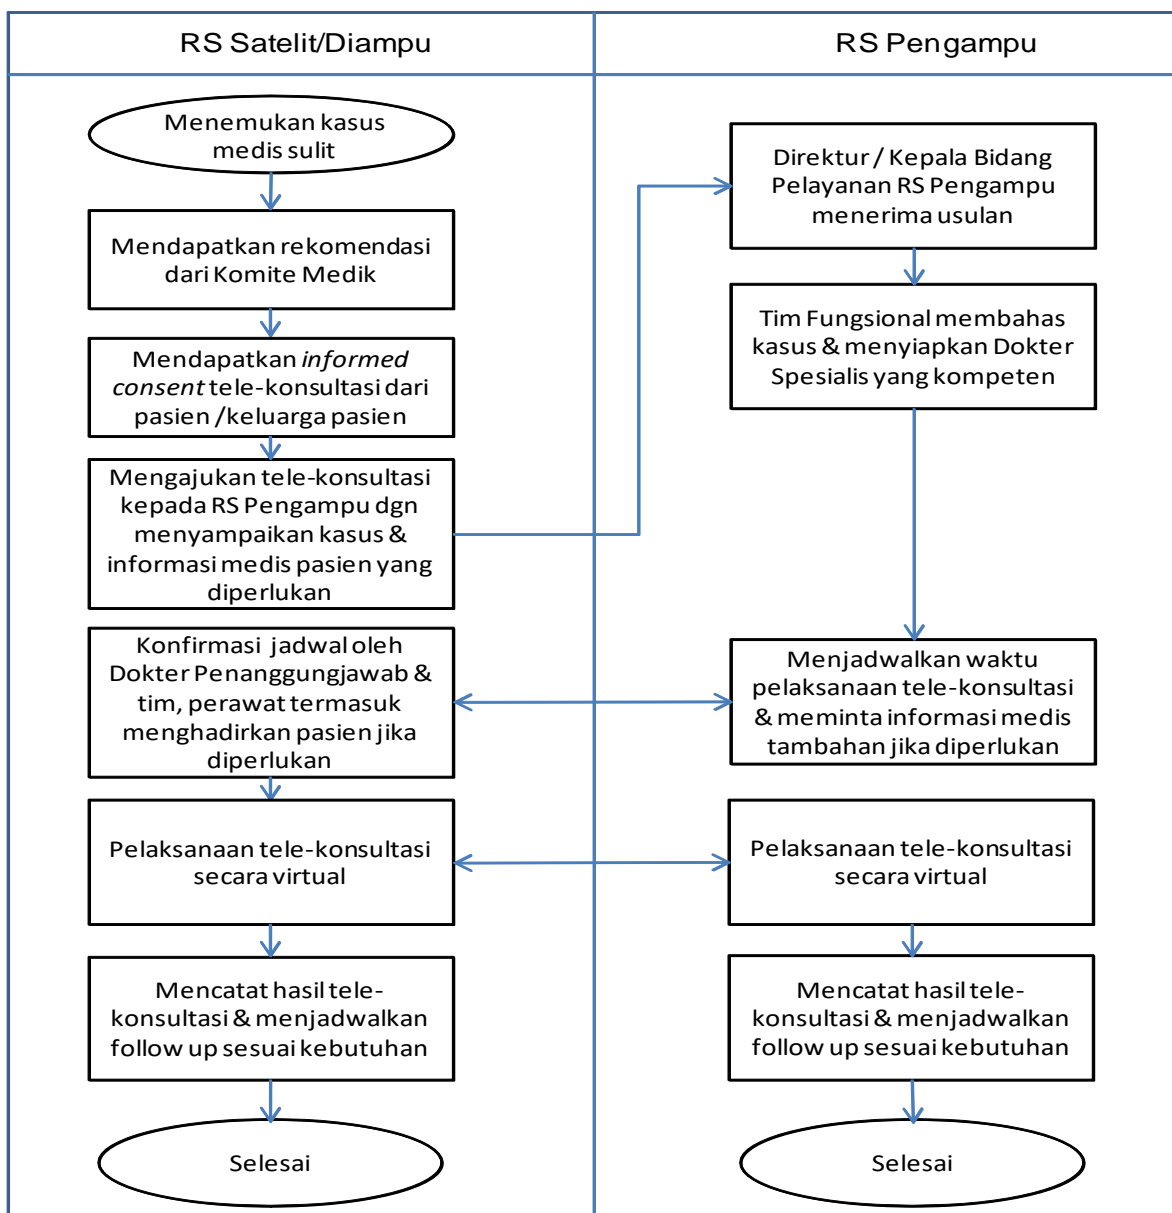 RS Satelit/Diampu
RS Pengampu
Menemukan kasus
medis sulit
Mendapatkan rekomendasi
dari Komite Medik
Mendapatkan informed
consent tele-konsultasi dari
pasien /keluarga pasien
Mengajukan tele-konsultasi
kepada RS Pengampu dgn
menyampaikan kasus &
informasi medis pasien yang
diperlukan
Konfirmasi jadwal oleh
Dokter Penanggungjawab &
tim, perawat termasuk
menghadirkan pasien jika
diperlukan
Pelaksanaan tele-konsultasi
secara virtual
Mencatat hasil tele-
konsultasi & menjadwalkan
follow up sesuai kebutuhan
Selesai
Direktur / Kepala Bidang
Pelayanan RS Pengampu
menerima usulan
Tim Fungsional membahas
kasus & menyiapkan Dokter
Spesialis yang kompeten
Menjadwalkan waktu
pelaksanaan tele-konsultasi
& meminta informasi medis
tambahan jika diperlukan
Pelaksanaan tele-konsultasi
secara virtual
Mencatat hasil tele-
konsultasi & menjadwalkan
follow up sesuai kebutuhan
Selesai